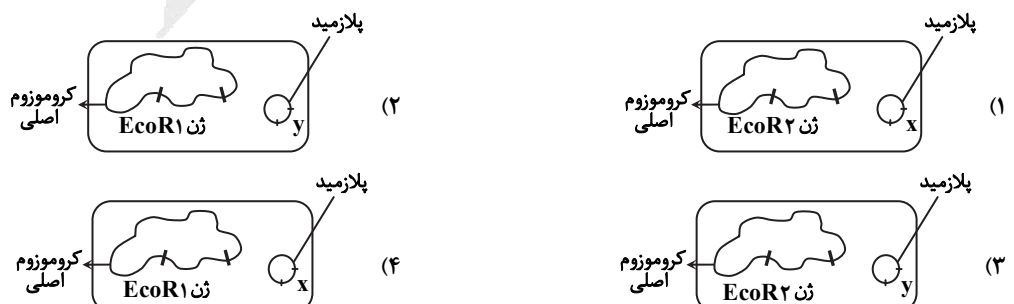 پلازمید
کروموزوم اصلی
ژن EcoR۲
x
(۱
پلازمید
کروموزوم اصلی
ژن EcoR۱
y
(۲
پلازمید
کروموزوم اصلی
ژن EcoR۲
y
(۳
پلازمید
کروموزوم اصلی
ژن EcoR۱
x
(۴